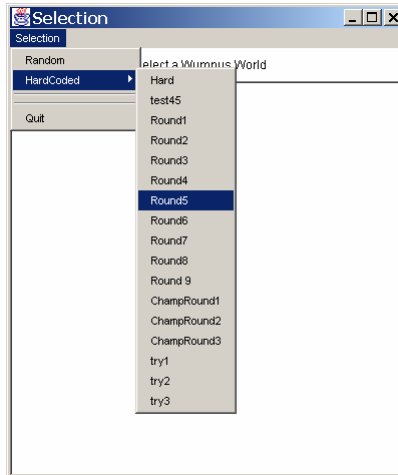 Selection
Selection
Random
elect a Wumpus World
HardCoded
Hard
test45
Round1
Quit
Round2
Round3
Round4
Round5
Round6
Round7
Round8
Round 9
ChampRound1
ChampRound2
ChampRound3
try1
try2
try3